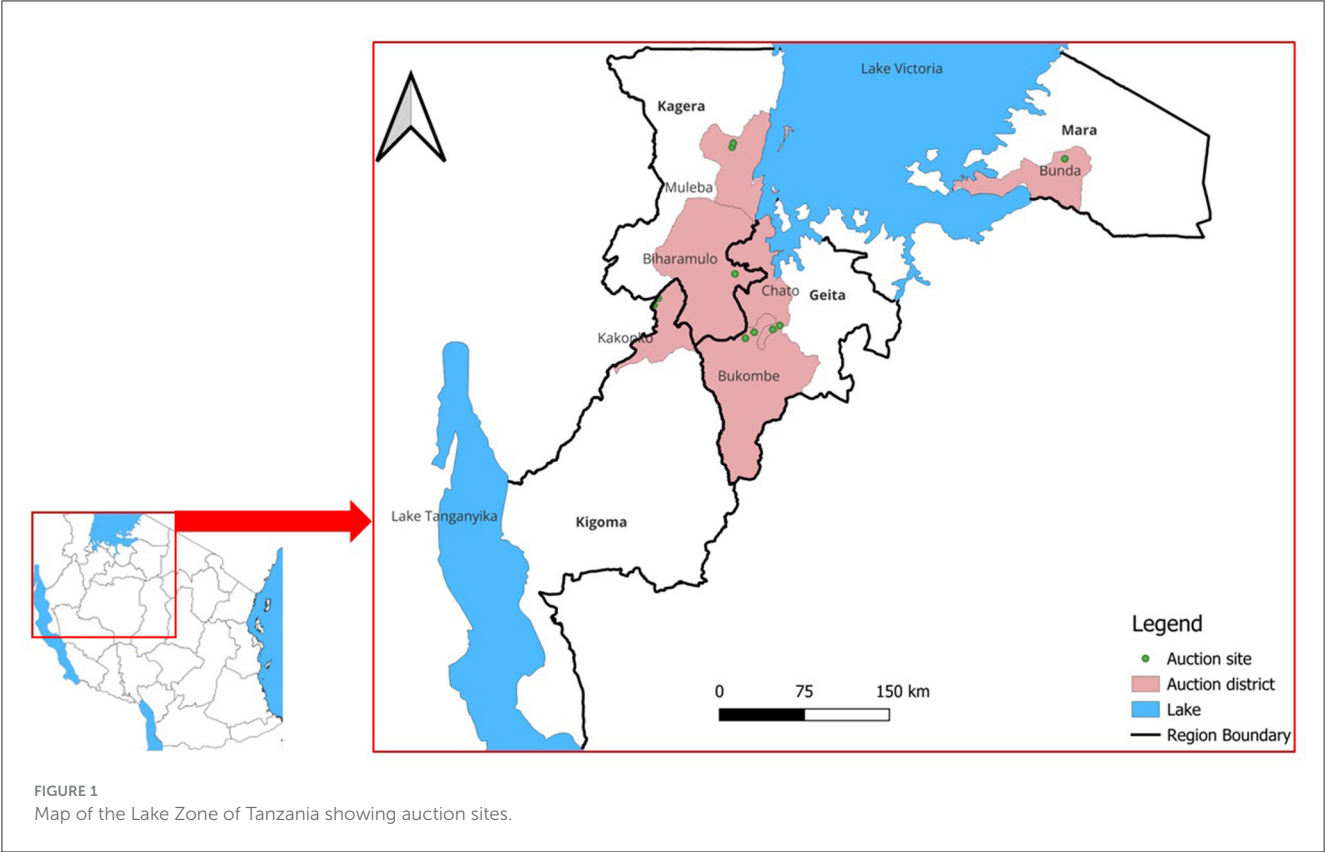 Lake Victoria
Kagera
Mara
Bunda
Muleba
Biharamulo
Chato
Geita
Kakonko
Bukombe
Lake Tanganyika
Kigoma
Legend
Auction site
Auction district
Lake
Region Boundary
0 75 150 km
FIGURE 1
Map of the Lake Zone of Tanzania showing auction sites.